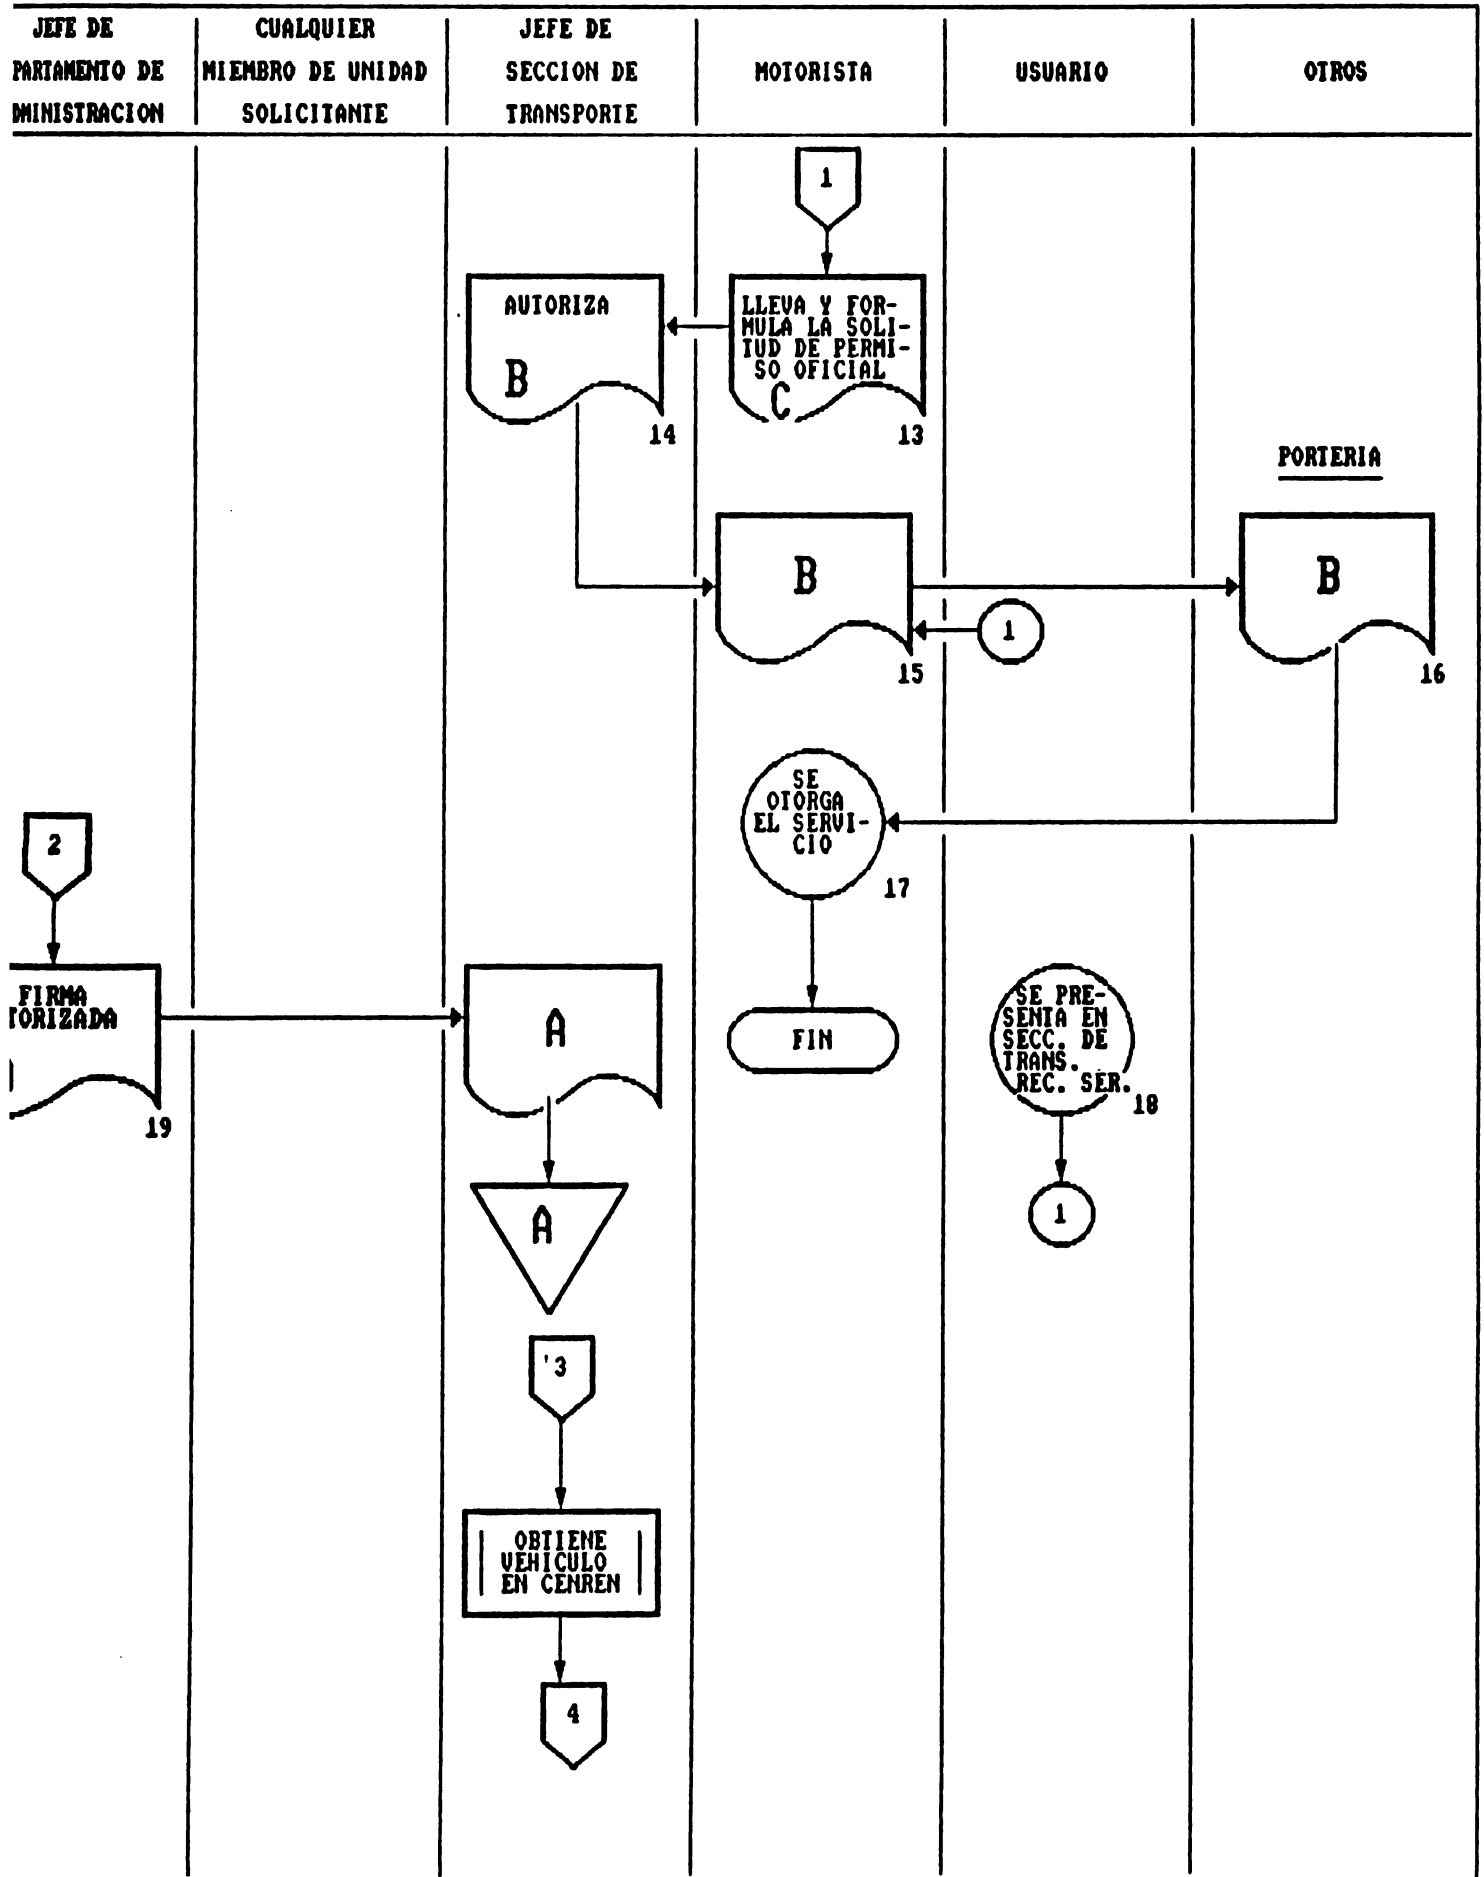 JEFE DE
PARTAMENTO DE
DMINISTRACION
CUALQUIER
MIEMBRO DE UNIDAD
SOLICITANTE
JEFE DE
SECCION DE
TRANSPORTE
MOTORISTA
USUARIO
OTROS
1
AUTORIZA
B
14
LLEVA Y FOR-
MULA LA SOLI-
TUD DE PERMI-
SO OFICIAL
C
13
PORTERIA
B
15
1
B
16
SE
OTORGA
EL SERVI-
CIO
17
2
FIRMA
TORIZADA
19
A
FIN
SE PRE-
SENTA EN
SECC. DE
TRANS.
REC. SER.
18
A
1
'3
OBTIENE
VEHICULO
EN CENREN
4